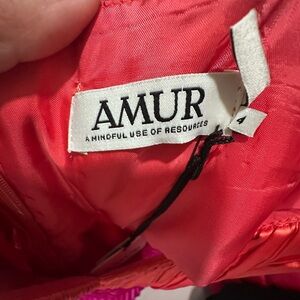 AMUR
A MINDFUL USE OF RESOURCES
4